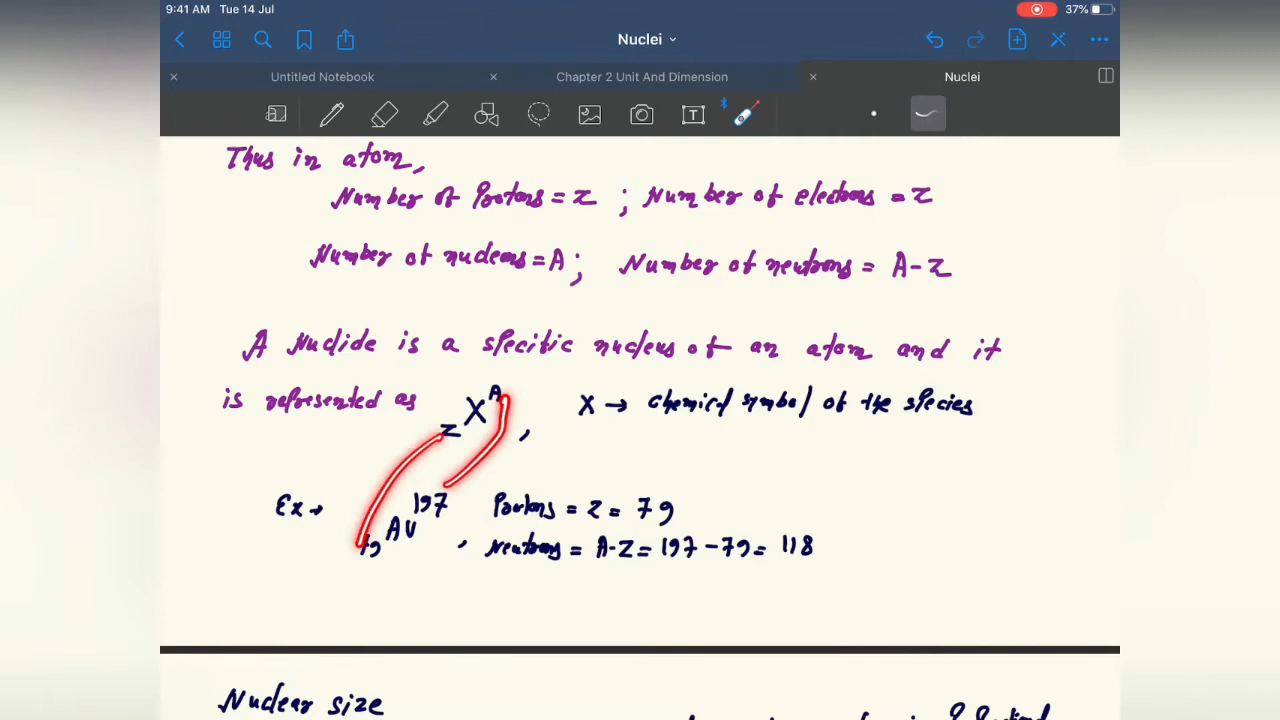 9:41 AM Tue 14 Jul 37%
Nuclei
Untitled Notebook Chapter 2 Unit And Dimension Nuclei
Thus in atom,
Number of Protons = Z ; Number of electrons = Z
Number of nucleons = A ; Number of neutrons = A - Z
A Nuclide is a specific nucleus of an atom and it
is represented as Z X A , X → chemical symbol of the species
Ex → 79 AU 197 , Protons = Z = 79
Neutrons = A-Z = 197 - 79 = 118
Nuclear size